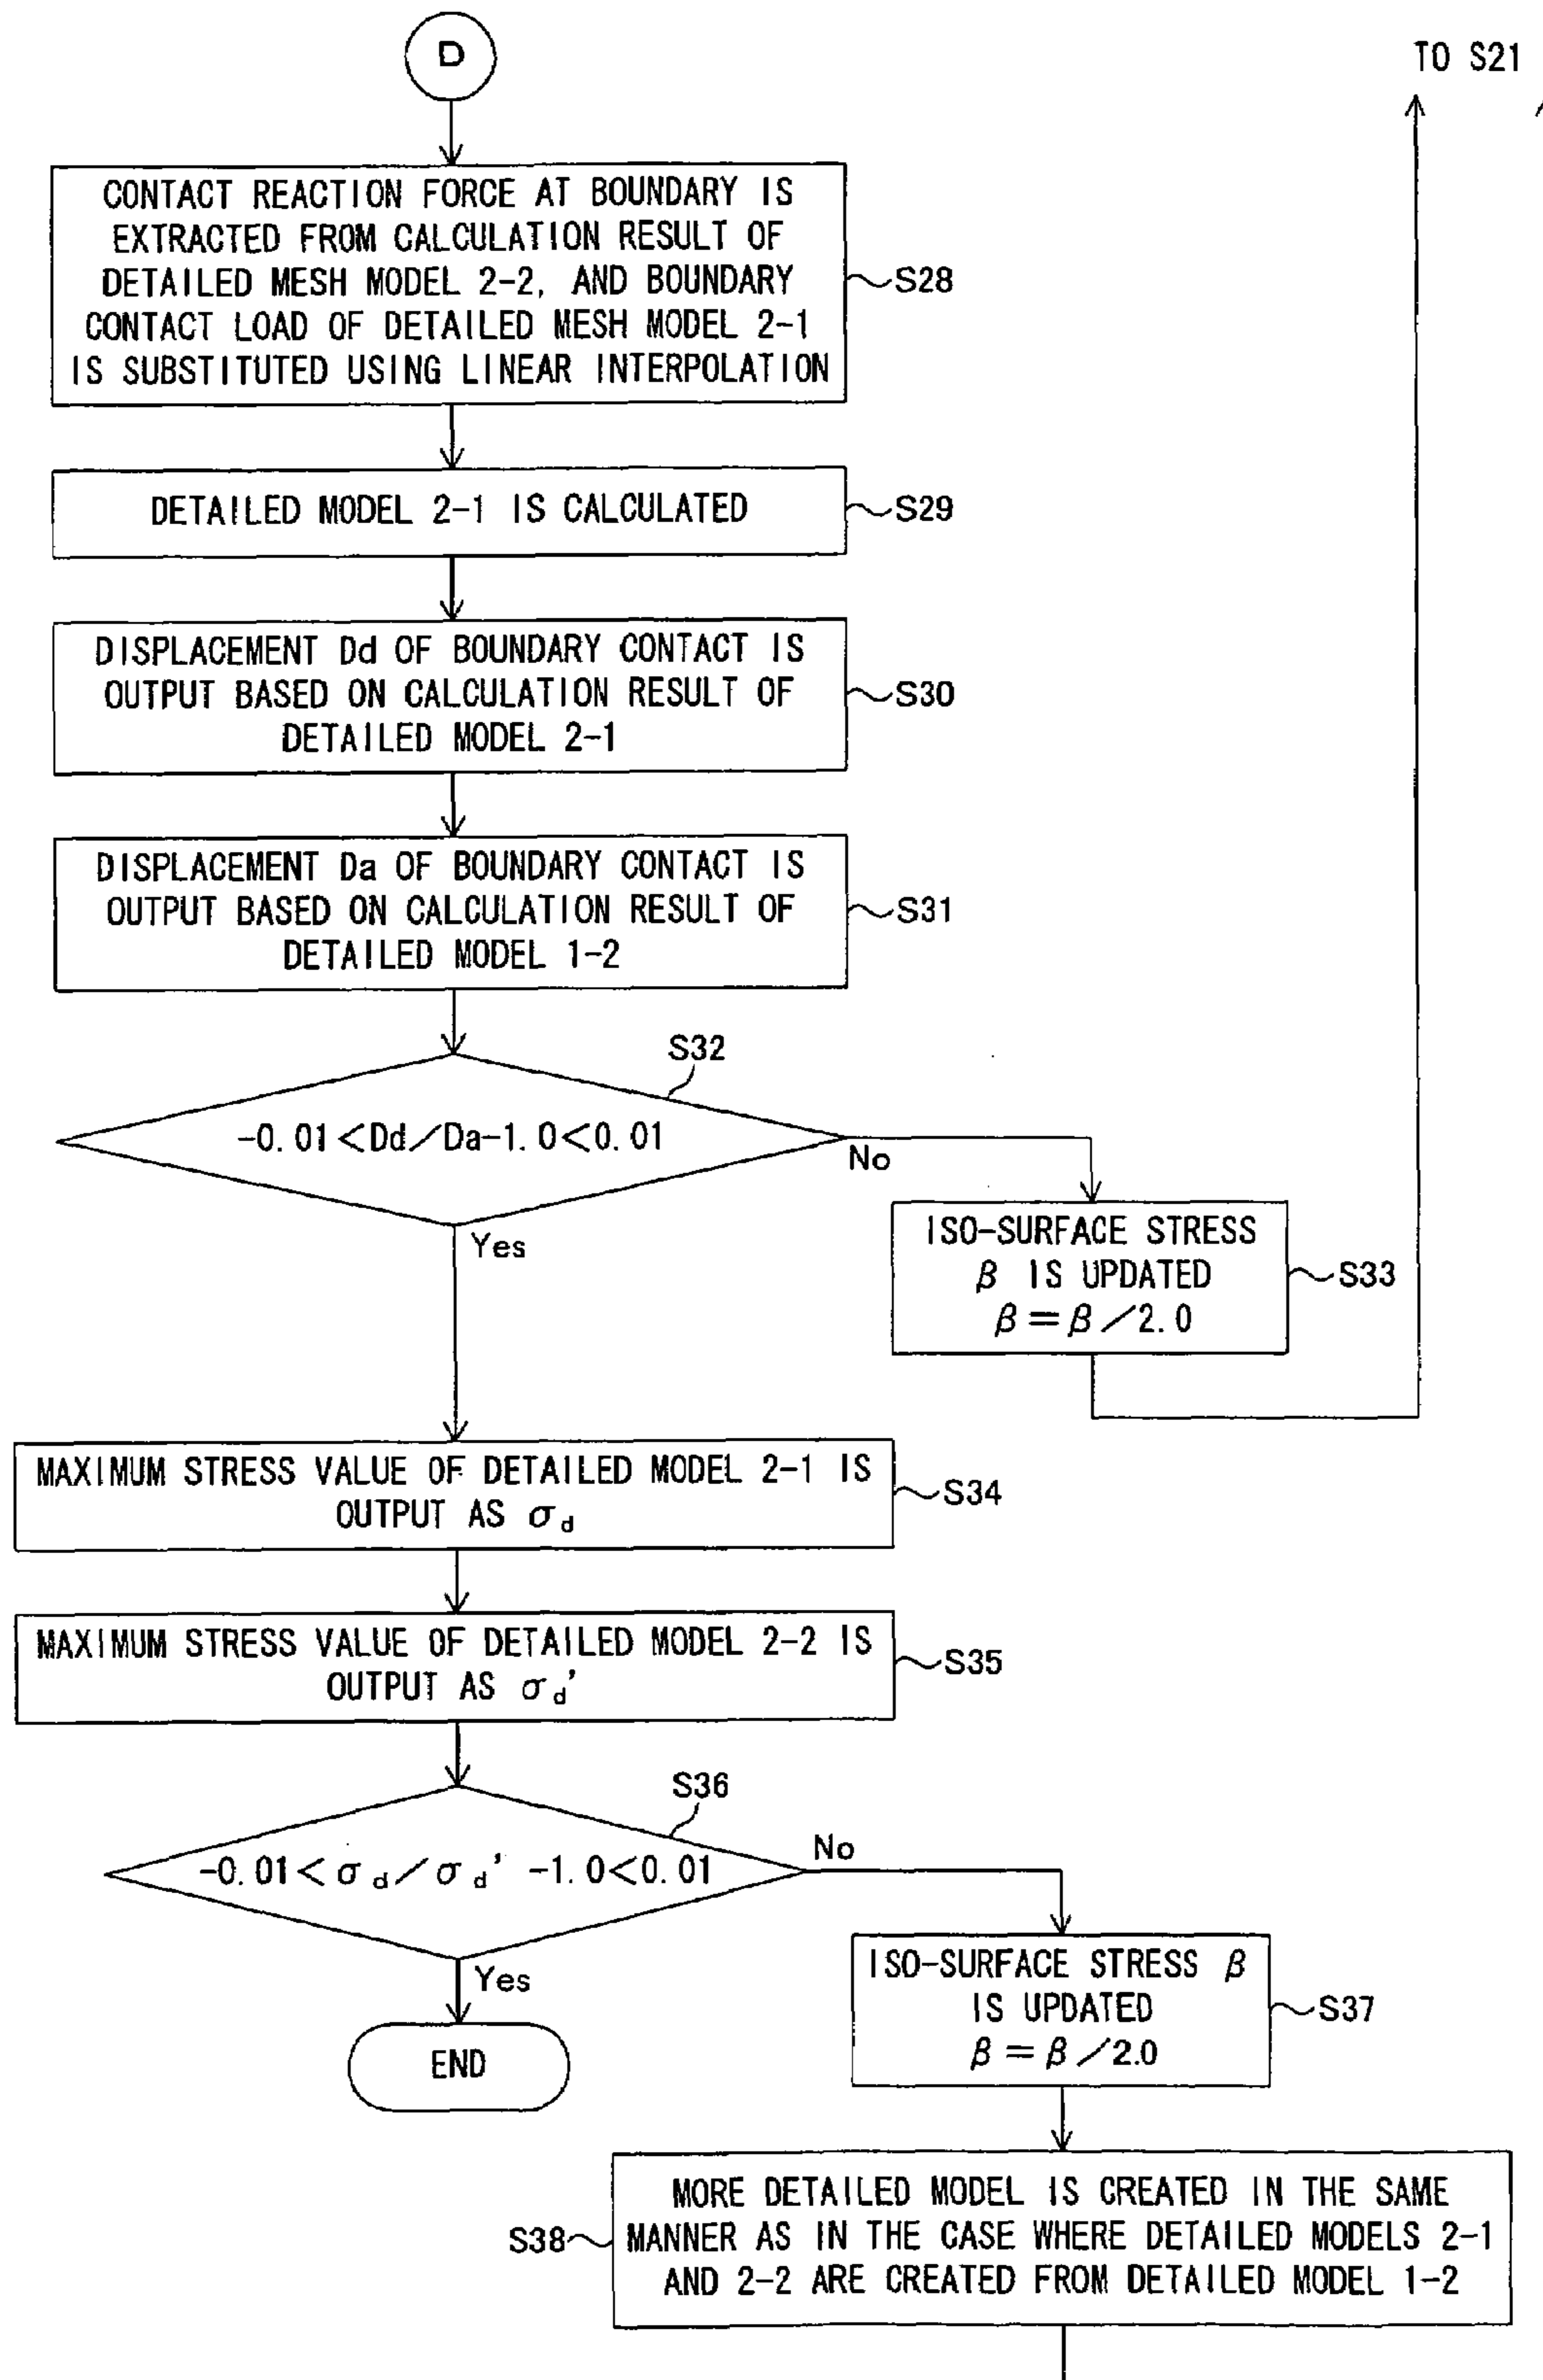 D
TO S21
CONTACT REACTION FORCE AT BOUNDARY IS
EXTRACTED FROM CALCULATION RESULT OF
DETAILED MESH MODEL 2-2, AND BOUNDARY
CONTACT LOAD OF DETAILED MESH MODEL 2-1
IS SUBSTITUTED USING LINEAR INTERPOLATION
S28
DETAILED MODEL 2-1 IS CALCULATED
S29
DISPLACEMENT Dd OF BOUNDARY CONTACT IS
OUTPUT BASED ON CALCULATION RESULT OF
DETAILED MODEL 2-1
S30
DISPLACEMENT Da OF BOUNDARY CONTACT IS
OUTPUT BASED ON CALCULATION RESULT OF
DETAILED MODEL 1-2
S31
S32
-0.01<Dd/Da-1.0<0.01
No
Yes
ISO-SURFACE STRESS
β IS UPDATED
β=β/2.0
S33
MAXIMUM STRESS VALUE OF DETAILED MODEL 2-1 IS
OUTPUT AS σd
S34
MAXIMUM STRESS VALUE OF DETAILED MODEL 2-2 IS
OUTPUT AS σd'
S35
S36
-0.01<σd/σd' -1.0<0.01
No
Yes
ISO-SURFACE STRESS β
IS UPDATED
β=β/2.0
S37
END
MORE DETAILED MODEL IS CREATED IN THE SAME
MANNER AS IN THE CASE WHERE DETAILED MODELS 2-1
AND 2-2 ARE CREATED FROM DETAILED MODEL 1-2
S38